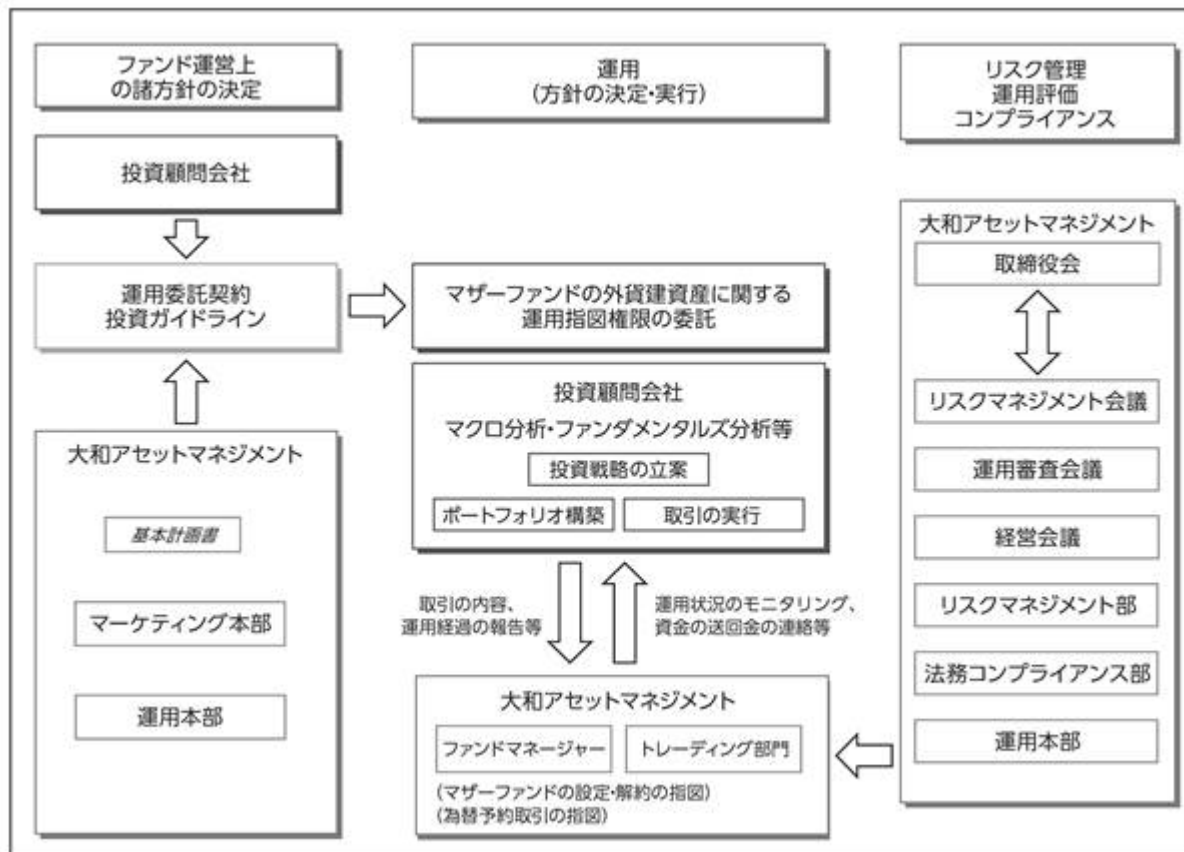 ファンド運営上
の諸方針の決定
投資顧問会社
運用委託契約
投資ガイドライン
大和アセットマネジメント
基本計画書
マーケティング本部
運用本部
運用
(方針の決定・実行)
マザーファンドの外貨建資産に関する
運用指図権限の委託
投資顧問会社
マクロ分析・ファンダメンタルズ分析等
投資戦略の立案
ポートフォリオ構築
取引の実行
取引の内容、
運用経過の報告等
運用状況のモニタリング、
資金の送回金の連絡等
大和アセットマネジメント
ファンドマネージャー
トレーディング部門
(マザーファンドの設定・解約の指図)
(為替予約取引の指図)
リスク管理
運用評価
コンプライアンス
大和アセットマネジメント
取締役会
リスクマネジメント会議
運用審査会議
経営会議
リスクマネジメント部
法務コンプライアンス部
運用本部